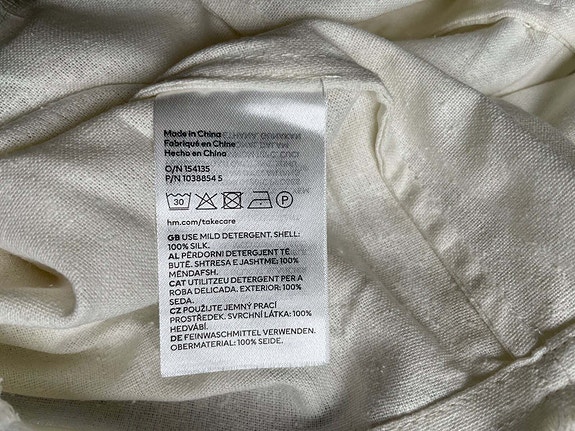 Made in China
Fabriqué en Chine
Hecho en China
O/N 154135
P/N 1038854 5
30 P
hm.com/takecare
GB USE MILD DETERGENT. SHELL:
100% SILK.
AL PËRDORNI DETERGJENT TË
BUTË. SHTRESA E JASHTME: 100%
MËNDAFSH.
CAT UTILITZEU DETERGENT PER A
ROBA DELICADA. EXTERIOR: 100%
SEDA.
CZ POUŽIJTE JEMNÝ PRACÍ
PROSTŘEDEK. SVRCHNÍ LÁTKA: 100%
HEDVÁBÍ.
DE FEINWASCHMITTEL VERWENDEN.
OBERMATERIAL: 100% SEIDE.